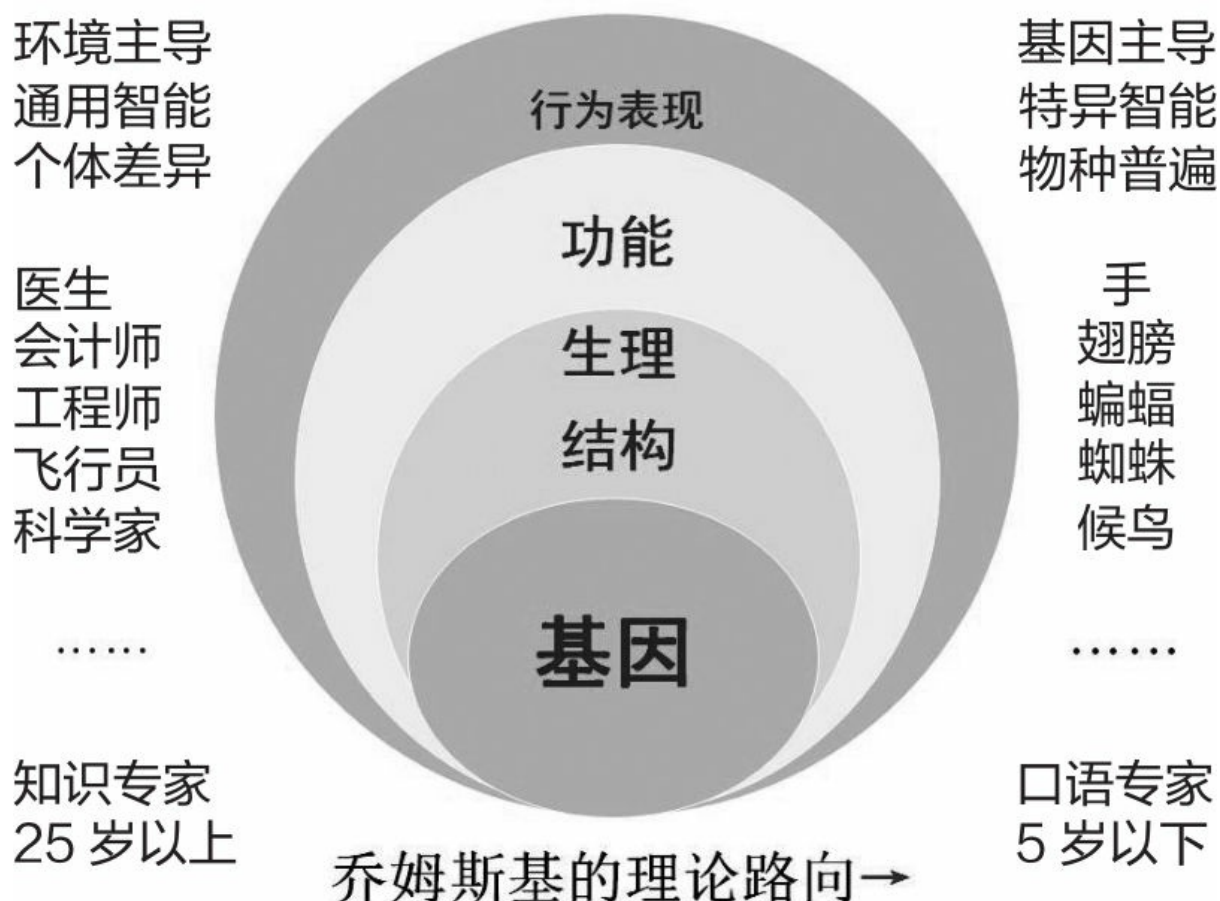 环境主导
通用智能
个体差异
医生
会计师
工程师
飞行员
科学家
……
知识专家
25 岁以上
行为表现
功能
生理
结构
基因
基因主导
特异智能
物种普遍
手
翅膀
蝙蝠
蜘蛛
候鸟
……
口语专家
5 岁以下
乔姆斯基的理论路向→